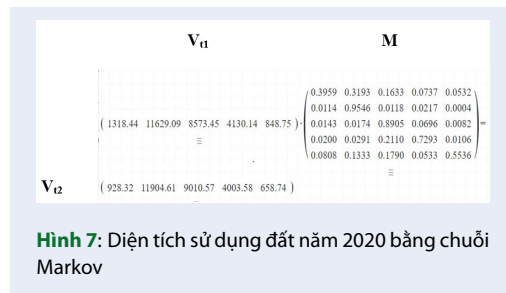 V_t1 M
( 1318.44 11629.09 8573.45 4130.14 848.75 ) · ( 0.3959 0.3193 0.1633 0.0737 0.0532
0.0114 0.9546 0.0118 0.0217 0.0004
0.0143 0.0174 0.8905 0.0696 0.0082
0.0200 0.0291 0.2110 0.7293 0.0106
0.0808 0.1333 0.1790 0.0533 0.5536 ) =
V_t2 ( 928.32 11904.61 9010.57 4003.58 658.74 )
Hình 7: Diện tích sử dụng đất năm 2020 bằng chuỗi
Markov